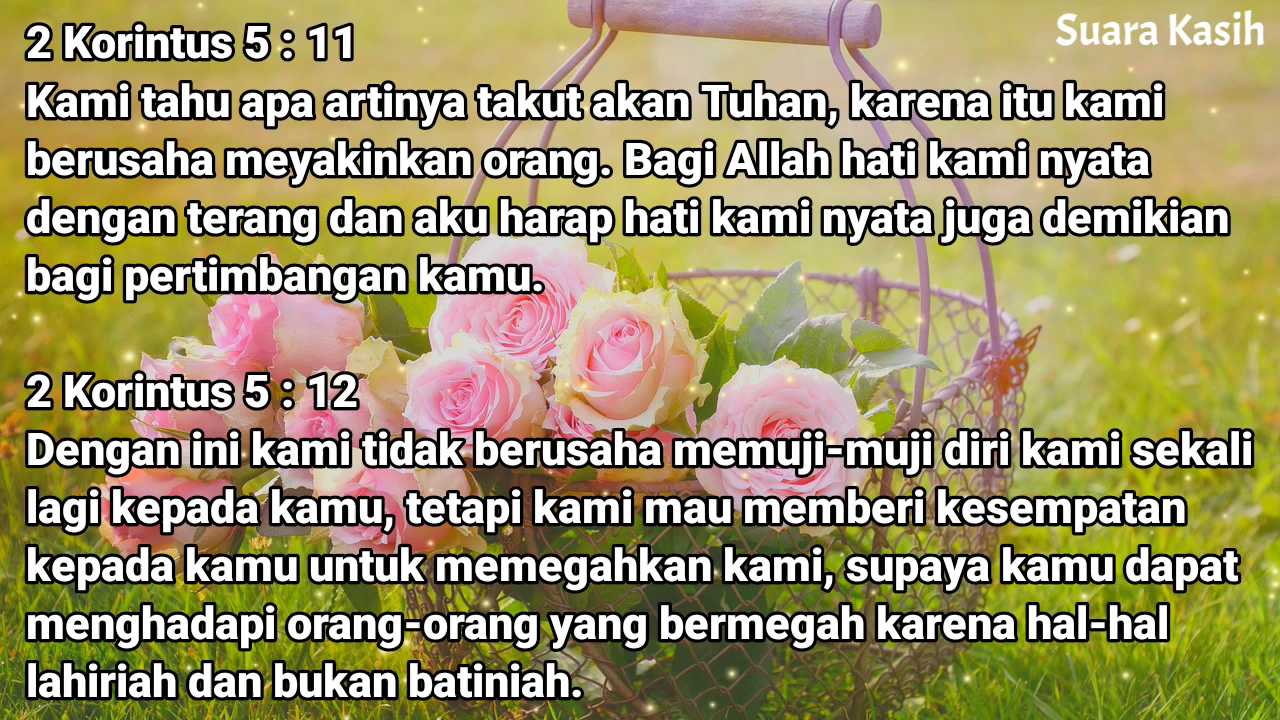 Suara Kasih
2 Korintus 5 : 11
Kami tahu apa artinya takut akan Tuhan, karena itu kami
berusaha meyakinkan orang. Bagi Allah hati kami nyata
dengan terang dan aku harap hati kami nyata juga demikian
bagi pertimbangan kamu.
2 Korintus 5 : 12
Dengan ini kami tidak berusaha memuji-muji diri kami sekali
lagi kepada kamu, tetapi kami mau memberi kesempatan
kepada kamu untuk memegahkan kami, supaya kamu dapat
menghadapi orang-orang yang bermegah karena hal-hal
lahiriah dan bukan batiniah.